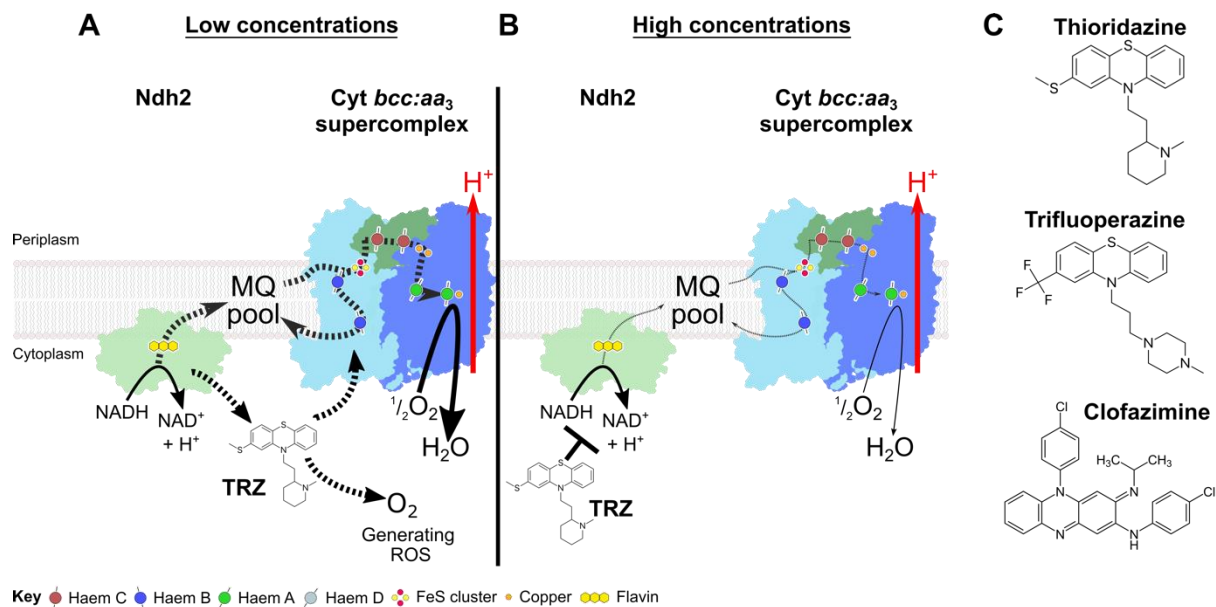 A
Low concentrations
Ndh2
Cyt bcc:aa₃
supercomplex
H⁺
Periplasm
MQ
pool
Cytoplasm
NADH
NAD⁺
+ H⁺
½O₂
H₂O
S
S
N
N
TRZ
O₂
Generating
ROS
B
High concentrations
Ndh2
Cyt bcc:aa₃
supercomplex
H⁺
MQ
pool
NADH
NAD⁺
+ H⁺
½O₂
H₂O
S
S
N
N
TRZ
C
Thioridazine
S
S
N
N
Trifluoperazine
S
F
F
F
N
N
N
Clofazimine
Cl
H₃C
CH₃
N
N
Cl
N
N
H
Key Haem C Haem B Haem A Haem D FeS cluster Copper Flavin